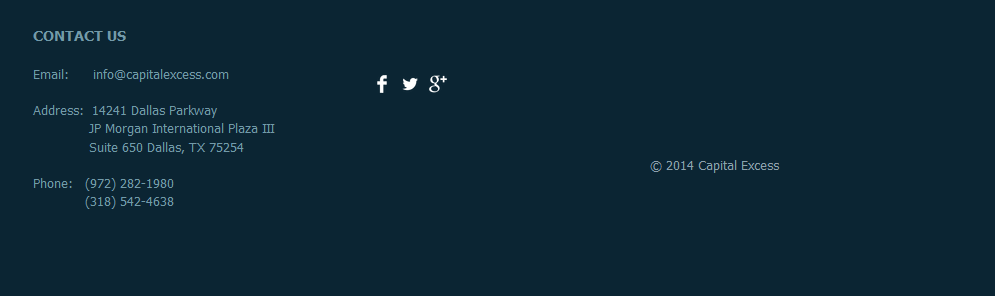 CONTACT US
Email: info@capitalexcess.com
Address: 14241 Dallas Parkway
JP Morgan International Plaza III
Suite 650 Dallas, TX 75254
Phone: (972) 282-1980
(318) 542-4638
© 2014 Capital Excess